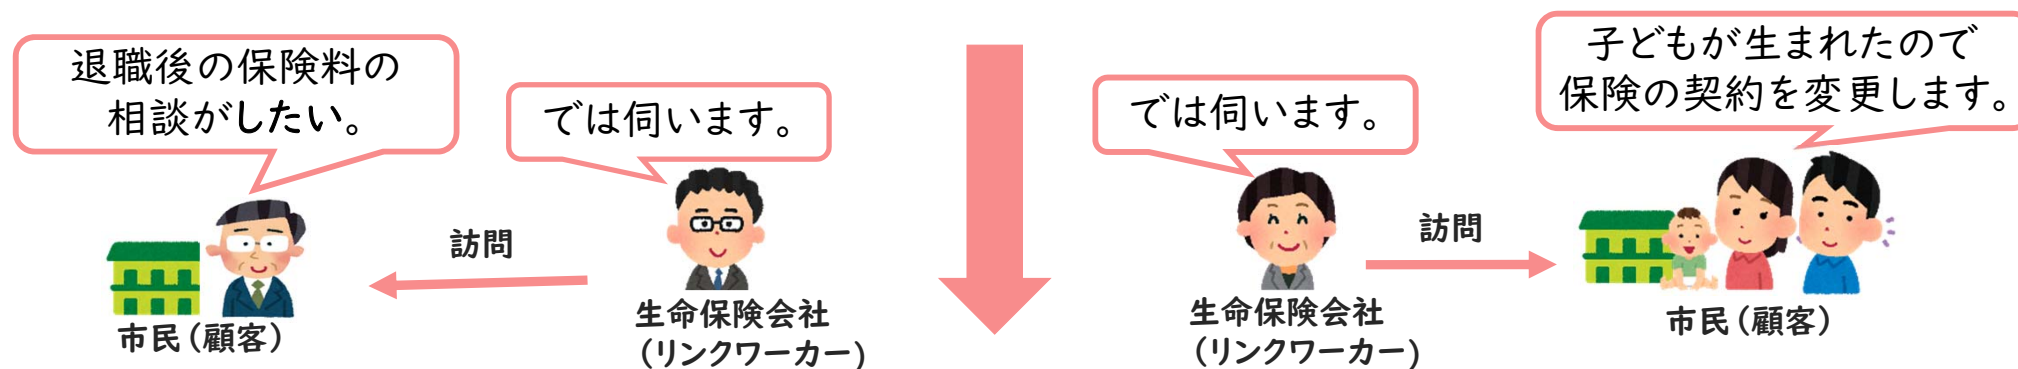 退職後の保険料の
相談がしたい。
では伺います。
訪問
市民(顧客)
生命保険会社
(リンクワーカー)
では伺います。
子どもが生まれたので
保険の契約を変更します。
訪問
生命保険会社
(リンクワーカー)
市民(顧客)